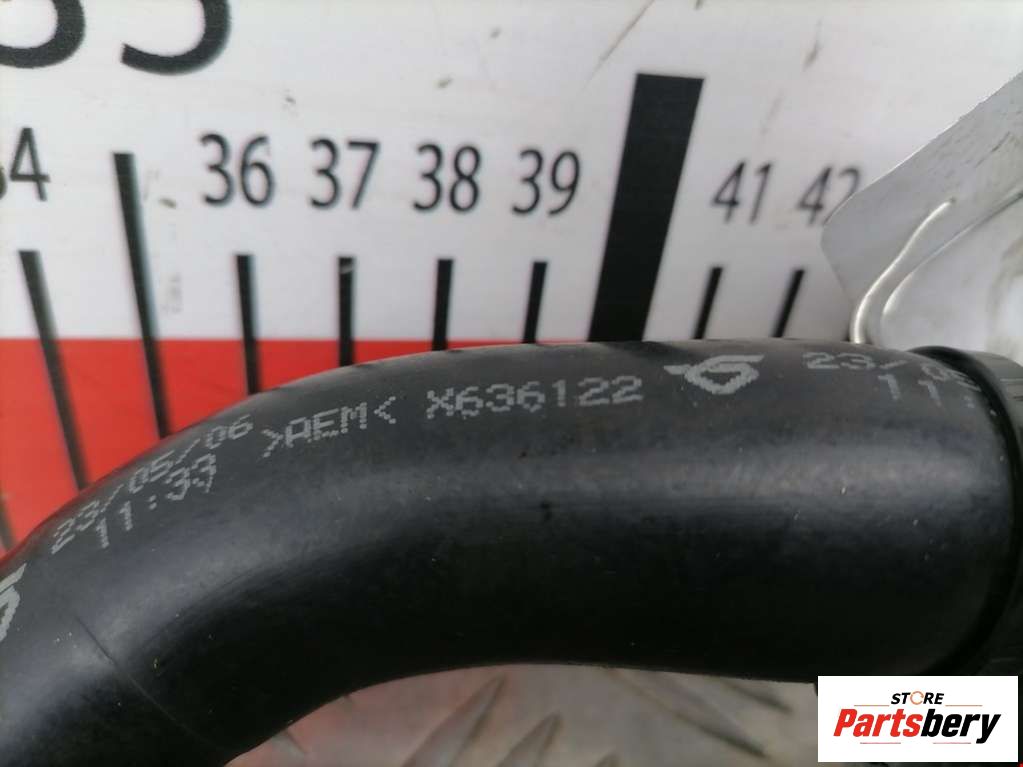 36 37 38 39 41 42
23/05/06
11:33
>AEM< X636122
STORE
Partsbery